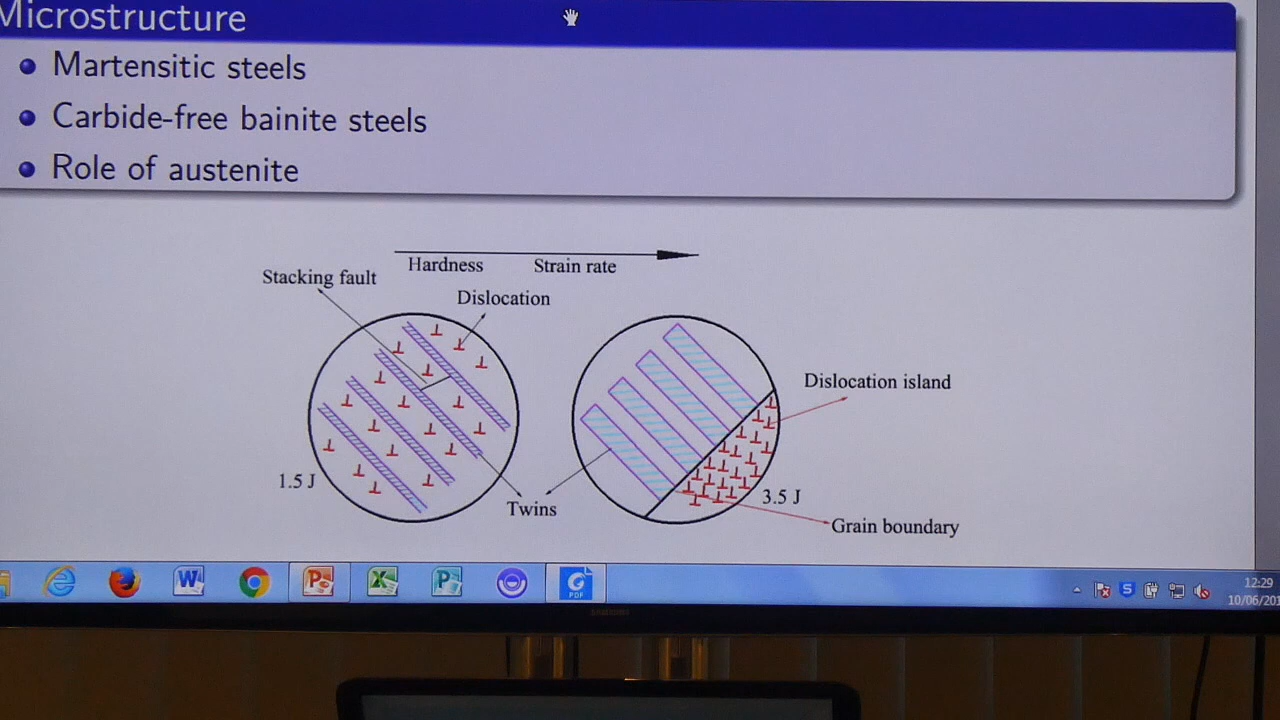 Microstructure
Martensitic steels
Carbide-free bainite steels
Role of austenite
Hardness Strain rate
Stacking fault
Dislocation
Dislocation island
1.5 J
3.5 J
Twins
Grain boundary
12:29
SAMSUNG